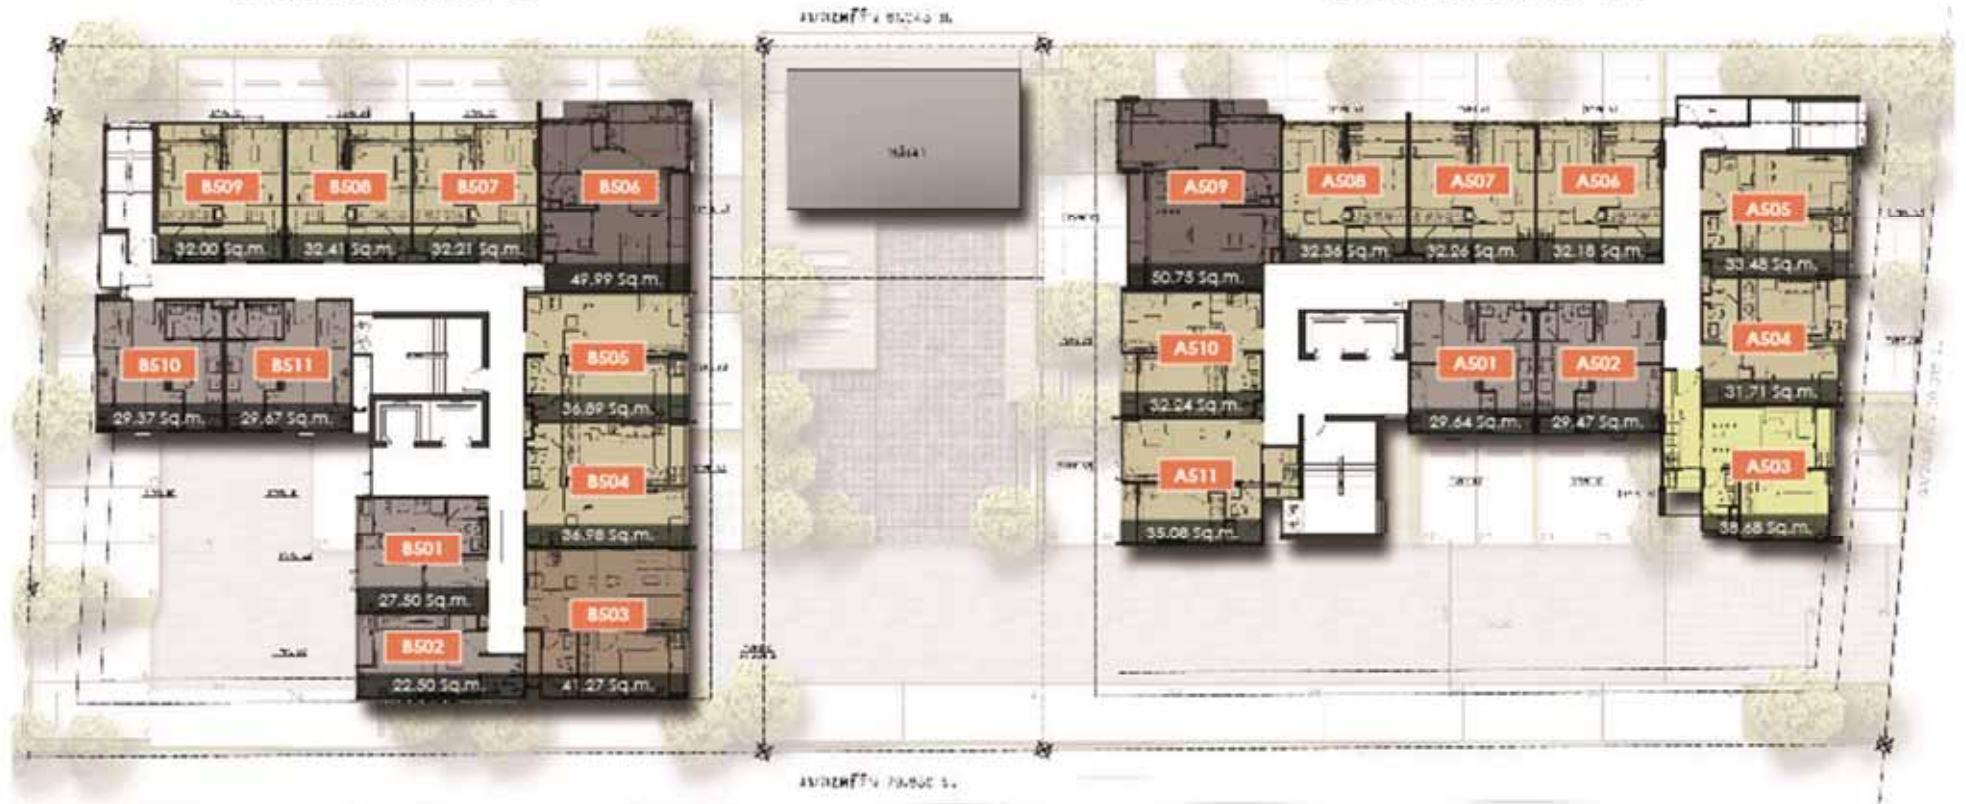 B509
32.00 Sq.m.
B508
32.41 Sq.m.
B507
32.21 Sq.m.
B506
49.99 Sq.m.
B510
29.37 Sq.m.
B511
29.67 Sq.m.
B505
36.89 Sq.m.
B504
36.98 Sq.m.
B501
27.50 Sq.m.
B502
22.50 Sq.m.
B503
41.27 Sq.m.
A509
50.75 Sq.m.
A508
32.36 Sq.m.
A507
32.26 Sq.m.
A506
32.18 Sq.m.
A505
33.48 Sq.m.
A510
32.24 Sq.m.
A501
29.64 Sq.m.
A502
29.47 Sq.m.
A504
31.71 Sq.m.
A511
35.08 Sq.m.
A503
38.68 Sq.m.